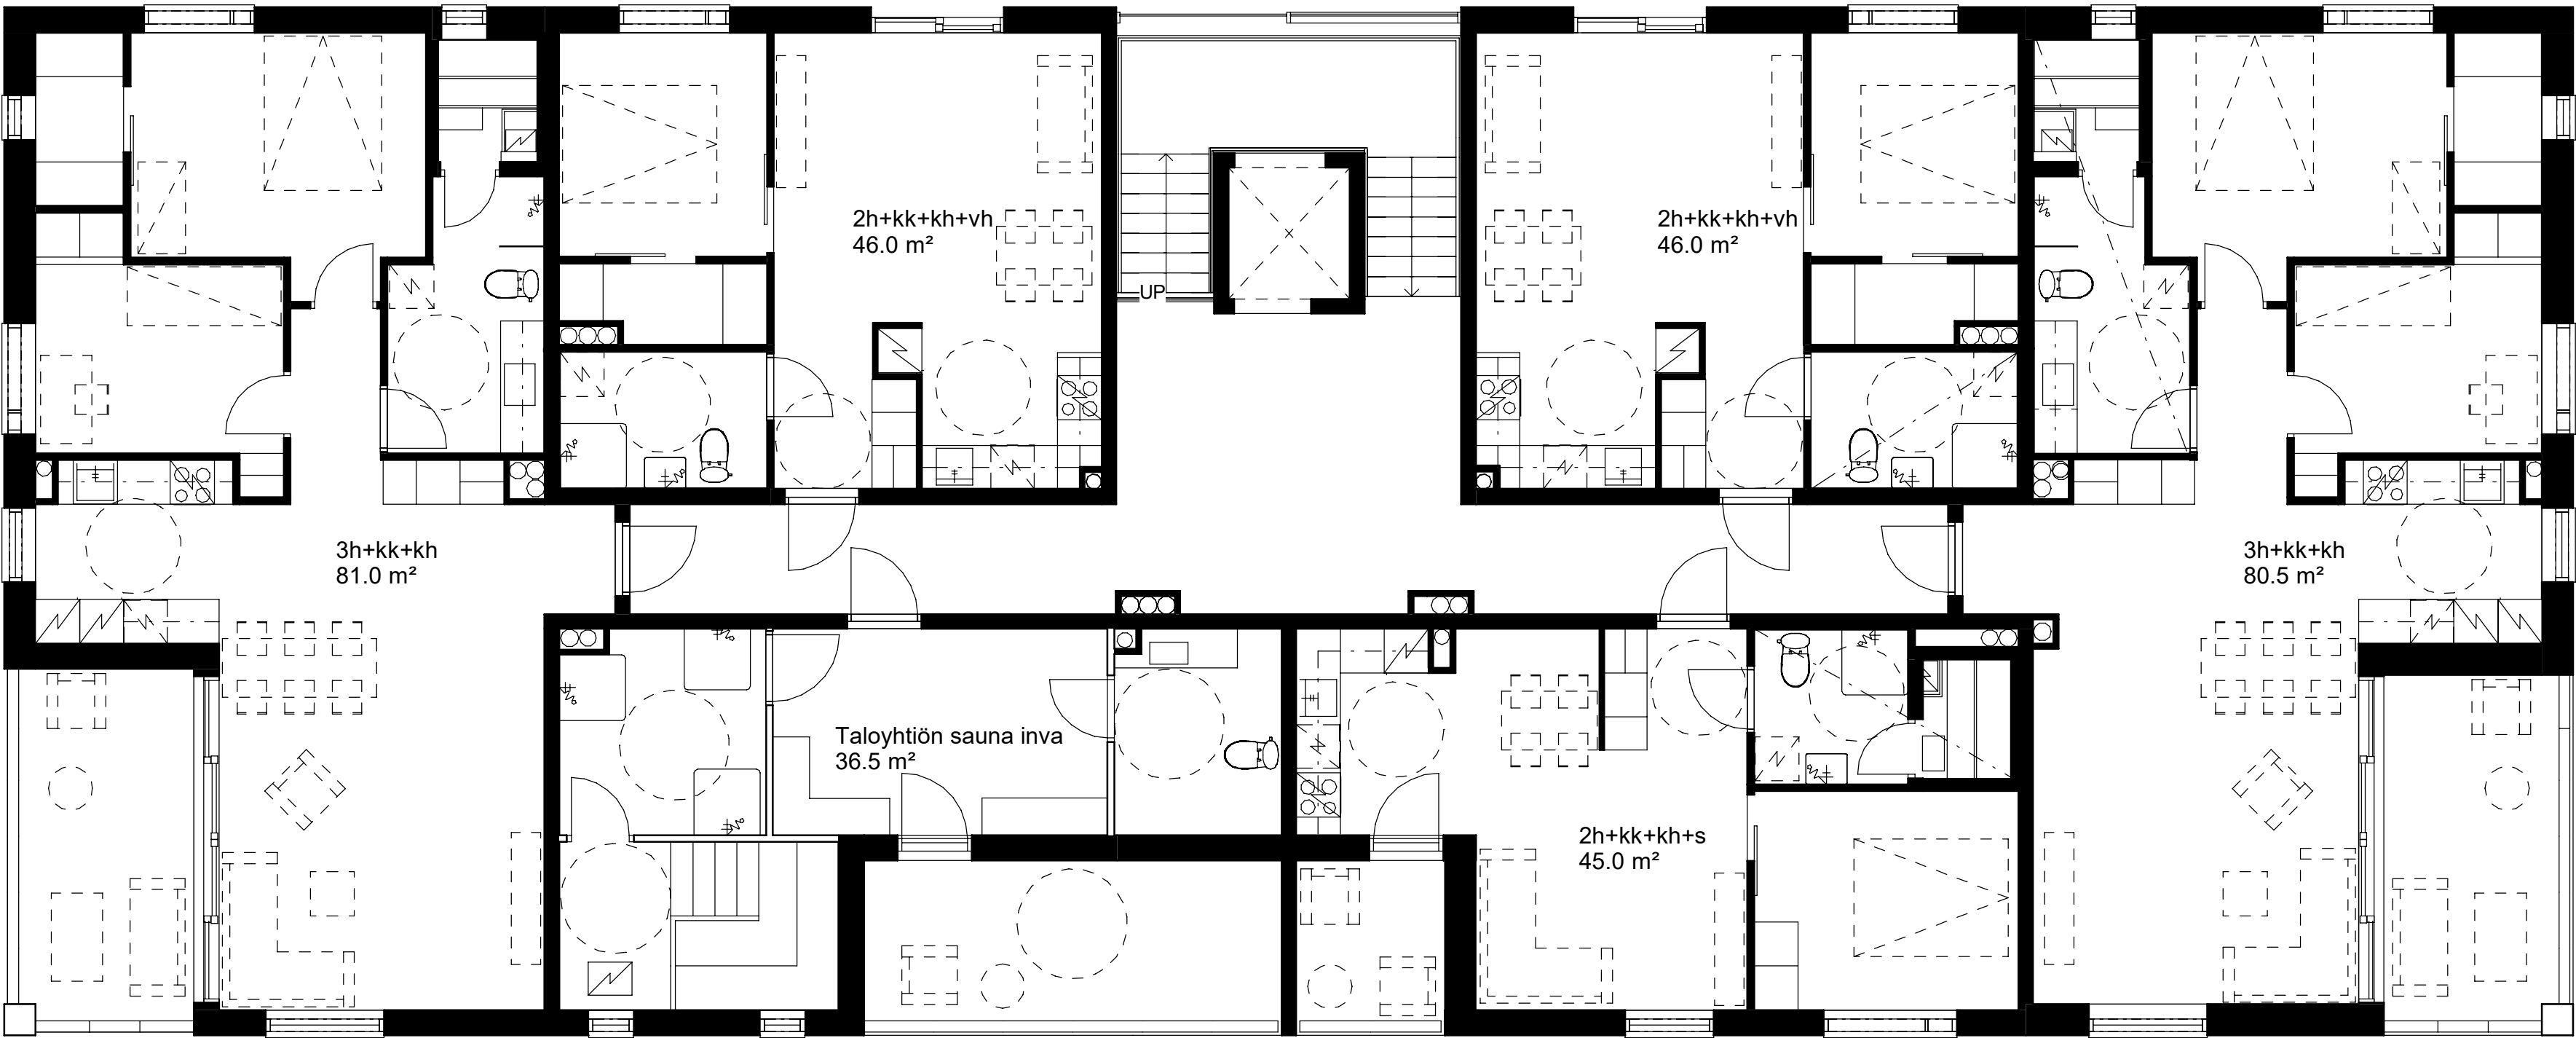 2h+kk+kh+vh
46.0 m²
2h+kk+kh+vh
46.0 m²
UP
3h+kk+kh
81.0 m²
3h+kk+kh
80.5 m²
Taloyhtiön sauna inva
36.5 m²
2h+kk+kh+s
45.0 m²